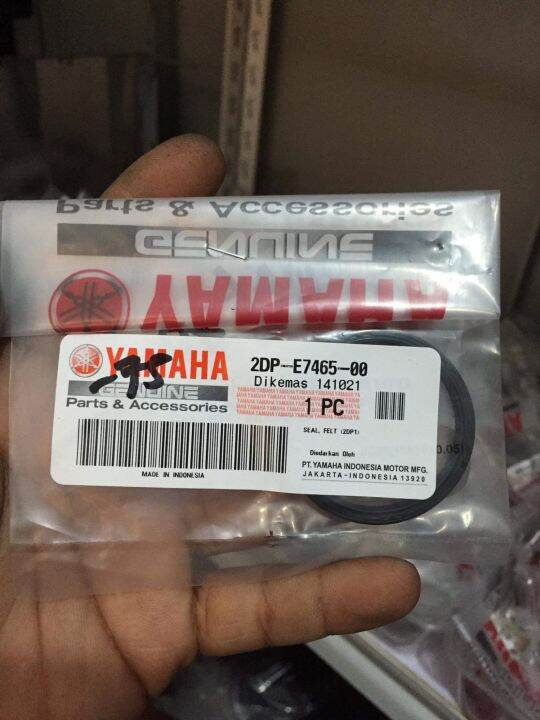 Parts & Accessories
GENUINE
YAMAHA
YAMAHA
GENUINE
Parts & Accessories
MADE IN INDONESIA
2DP-E7465-00
Dikemas 141021
1 PC
SEAL, FELT (2DP1)
Diedarkan Oleh
PT. YAMAHA INDONESIA MOTOR MFG.
JAKARTA-INDONESIA 13920